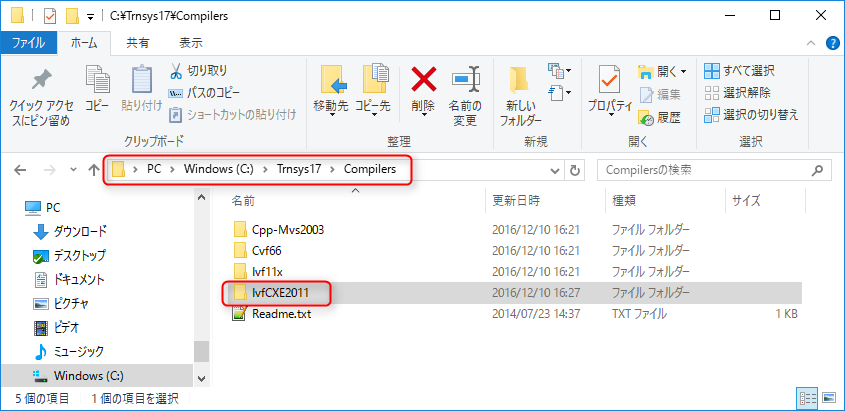 C:¥Trnsys17¥Compilers
ファイル ホーム 共有 表示
クイック アクセスにピン留め
コピー
貼り付け
切り取り
パスのコピー
ショートカットの貼り付け
クリップボード
移動先
コピー先
削除
名前の変更
整理
新しいフォルダー
新規
プロパティ
開く
編集
履歴
開く
すべて選択
選択解除
選択の切り替え
選択
PC > Windows (C:) > Trnsys17 > Compilers
Compilersの検索
PC
ダウンロード
デスクトップ
ドキュメント
ピクチャ
ビデオ
ミュージック
Windows (C:)
名前 更新日時 種類 サイズ
Cpp-Mvs2003 2016/12/10 16:21 ファイル フォルダー
Cvf66 2016/12/10 16:21 ファイル フォルダー
Ivf11x 2016/12/10 16:21 ファイル フォルダー
IvfCXE2011 2016/12/10 16:27 ファイル フォルダー
Readme.txt 2014/07/23 14:37 TXT ファイル 1 KB
5 個の項目 1 個の項目を選択